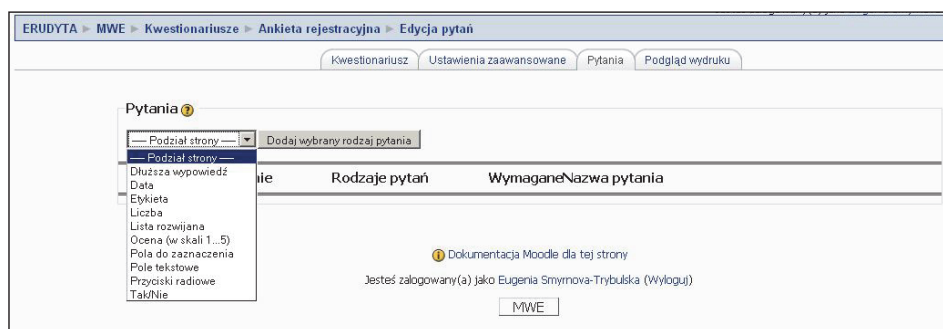 ERUDYTA ► MWE ► Kwestionariusze ► Ankieta rejestracyjna ► Edycja pytań
Kwestionariusz Ustawienia zaawansowane Pytania Podgląd wydruku
Pytania
---- Podział strony ---- Dodaj wybrany rodzaj pytania
---- Podział strony ----
Dłuższa wypowiedź
Data
Etykieta
Liczba
Lista rozwijana
Ocena (w skali 1...5)
Pola do zaznaczenia
Pole tekstowe
Przyciski radiowe
Tak/Nie
nie Rodzaje pytań Wymagane Nazwa pytania
Dokumentacja Moodle dla tej strony
Jesteś zalogowany(a) jako Eugenia Smyrnova-Trybulska (Wyloguj)
MWE